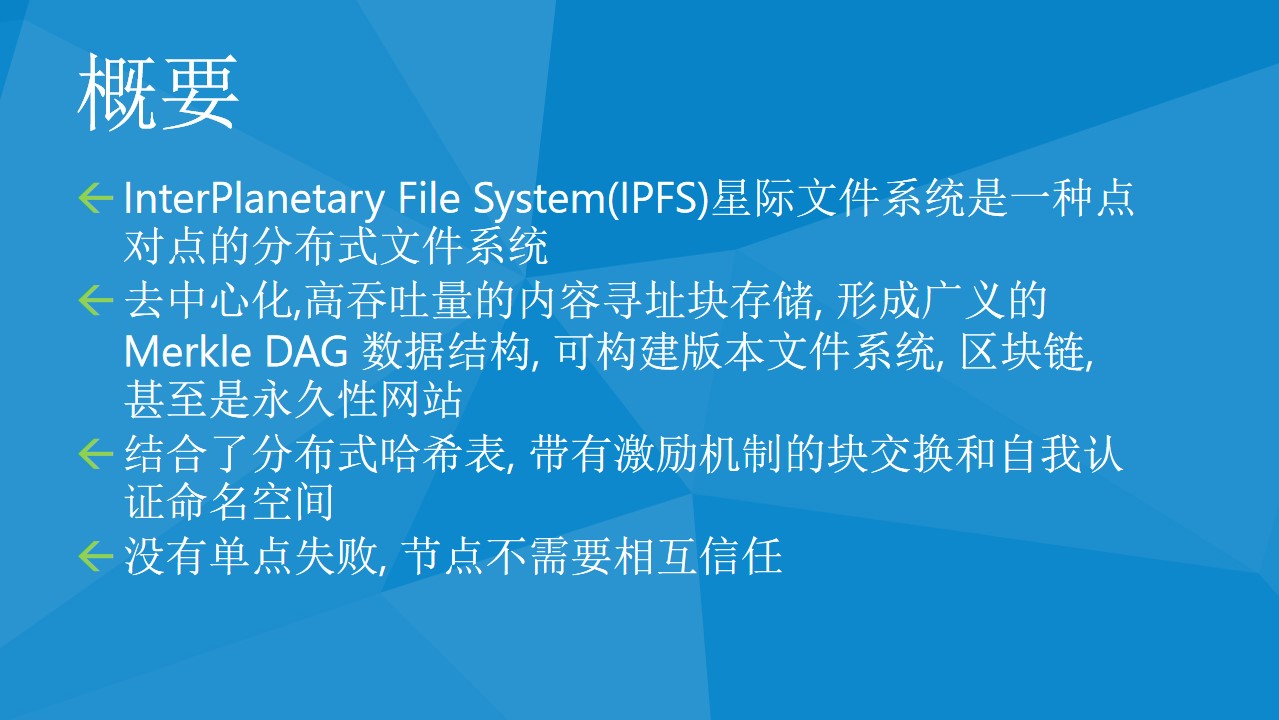 概要
InterPlanetary File System(IPFS)星际文件系统是一种点
对点的分布式文件系统
去中心化,高吞吐量的内容寻址块存储, 形成广义的
Merkle DAG 数据结构, 可构建版本文件系统, 区块链,
甚至是永久性网站
结合了分布式哈希表, 带有激励机制的块交换和自我认
证命名空间
没有单点失败, 节点不需要相互信任